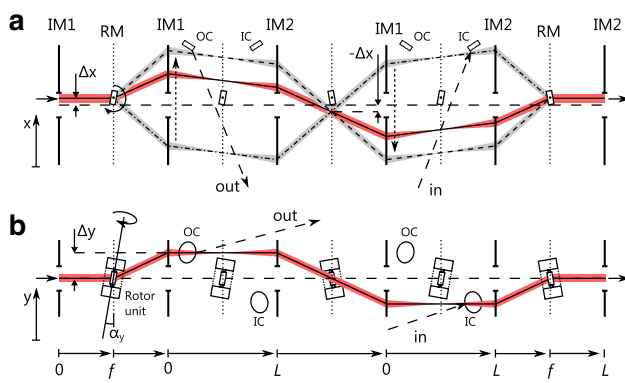 a
IM1 RM IM1 OC IC IM2 IM1 OC IC RM IM2
Δx
-Δx
x
out
in
b
Δy
OC
out
OC
y
Rotor
unit
IC
IC
in
αy
0 f 0 L 0 L f L